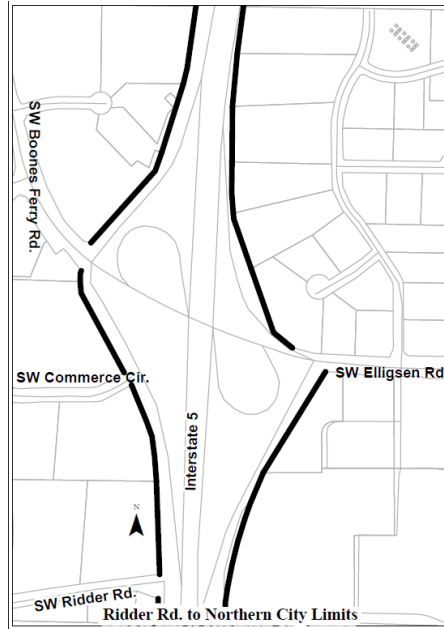 SW Boones Ferry Rd.
SW Commerce Cir.
SW Elligsen Rd
Interstate 5
N
SW Ridder Rd.
Ridder Rd. to Northern City Limits